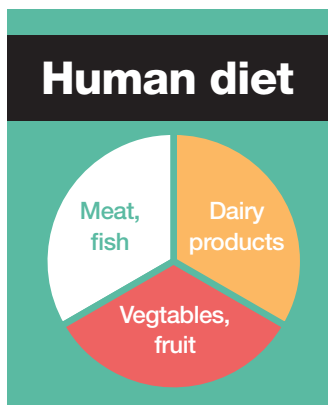 Human diet
Meat,
fish
Dairy
products
Vegtables,
fruit